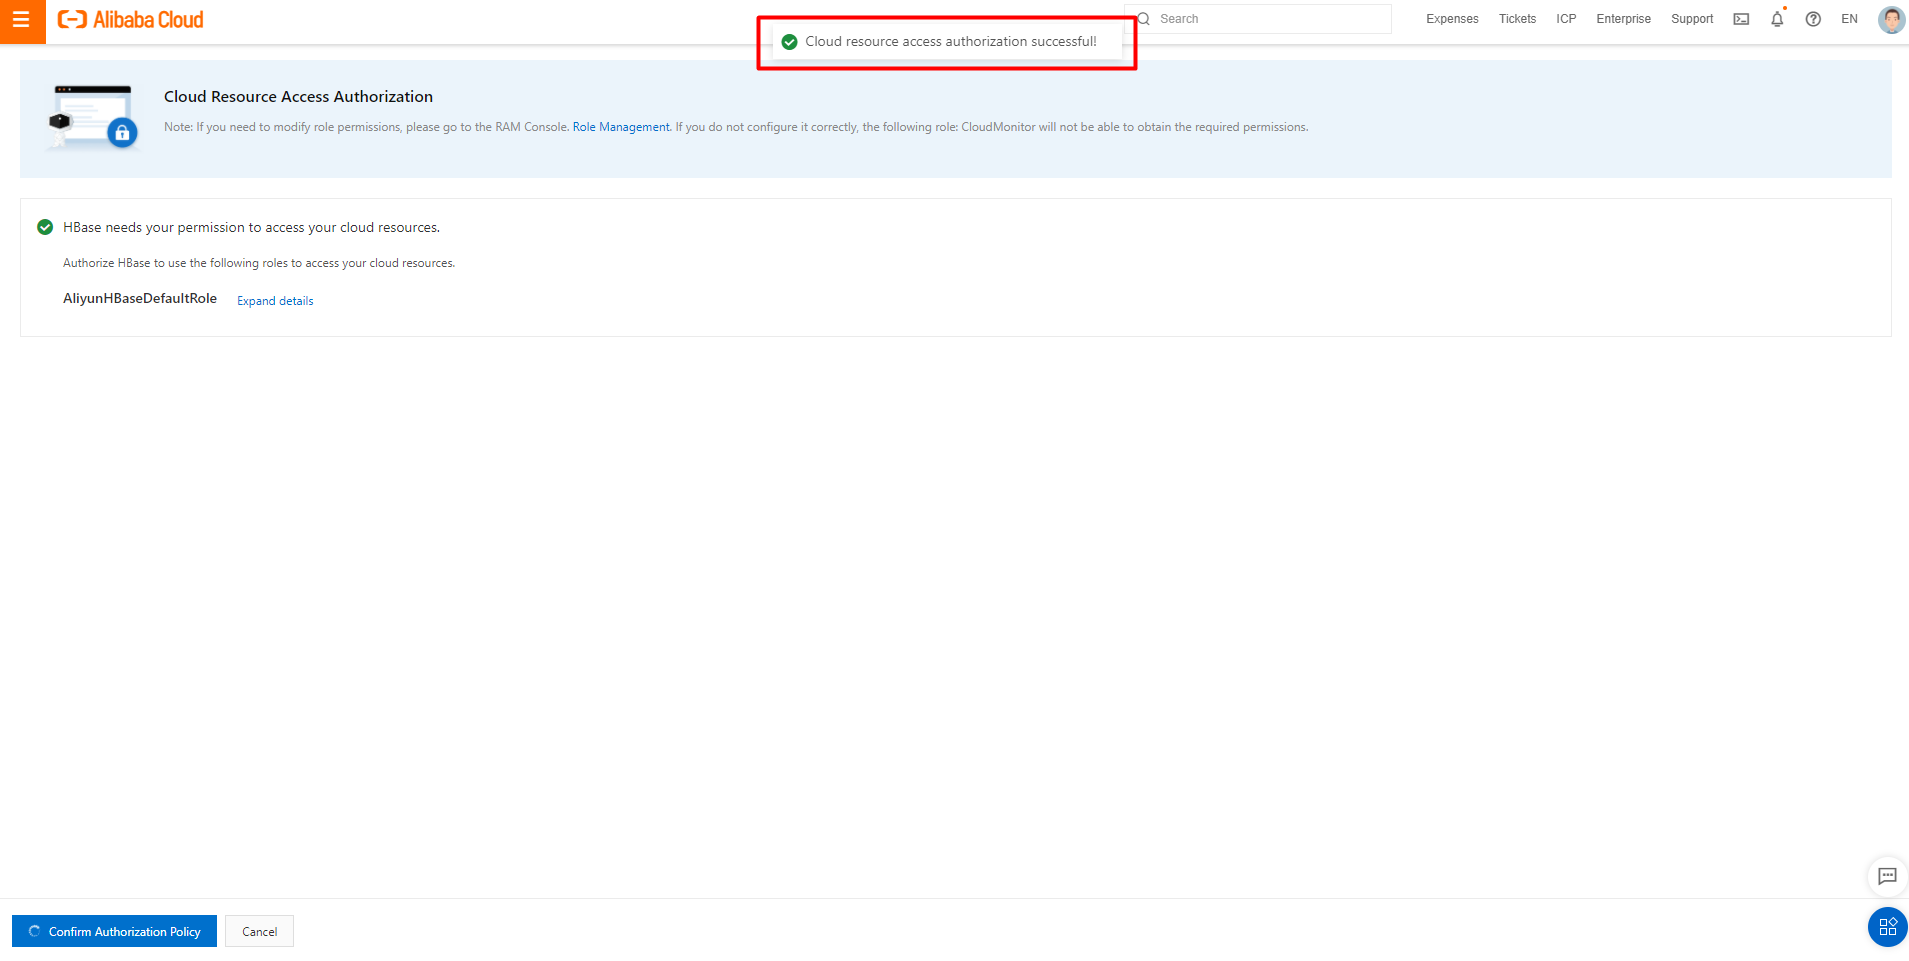 Alibaba Cloud
Search
Expenses
Tickets
ICP
Enterprise
Support
EN
Cloud resource access authorization successful!
Cloud Resource Access Authorization
Note: If you need to modify role permissions, please go to the RAM Console. Role Management. If you do not configure it correctly, the following role: CloudMonitor will not be able to obtain the required permissions.
HBase needs your permission to access your cloud resources.
Authorize HBase to use the following roles to access your cloud resources.
AliyunHBaseDefaultRole
Expand details
Confirm Authorization Policy
Cancel